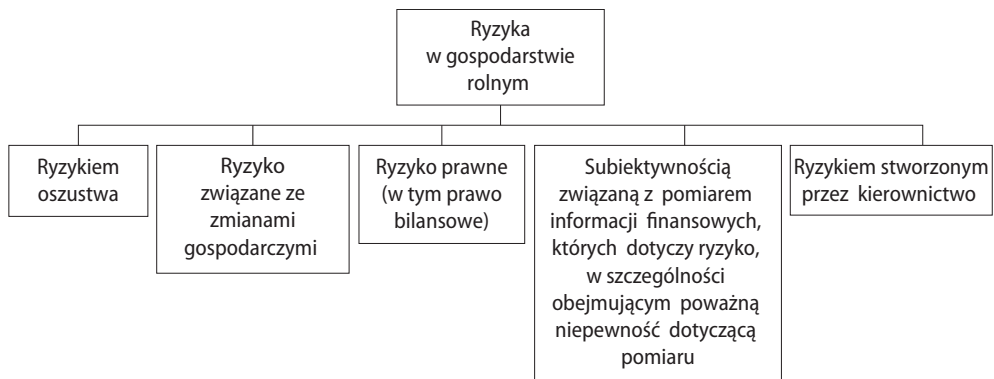 Ryzyka
w gospodarstwie
rolnym
Ryzykiem
oszustwa
Ryzyko
związane ze
zmianami
gospodarczymi
Ryzyko prawne
(w tym prawo
bilansowe)
Subiektywnością
związaną z pomiarem
informacji finansowych,
których dotyczy ryzyko,
w szczególności
obejmującym poważną
niepewność dotyczącą
pomiaru
Ryzykiem stworzonym
przez kierownictwo